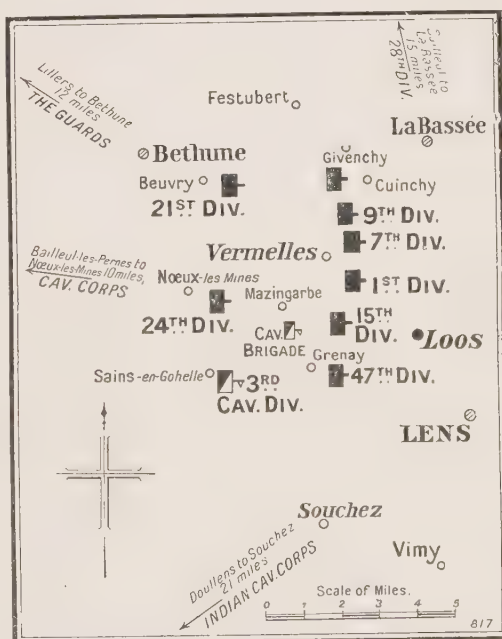 Bailleul to
La Bassée
15 miles
28TH DIV.
Lillers to Bethune
12 miles
THE GUARDS
Festubert
LaBassée
Bethune
Givenchy
Beuvry
Cuinchy
21ST DIV.
9TH DIV.
7TH DIV.
Vermelles
Bailleul-les-Pernes to
Nœux-les-Mines 10 miles,
CAV. CORPS
Nœux-les Mines
1ST DIV.
Mazingarbe
24TH DIV.
15TH
DIV.
CAV.
BRIGADE
Loos
Grenay
Sains-en-Gohelle
3RD
CAV. DIV.
47TH DIV.
LENS
Souchez
Doullens to Souchez
21 miles
INDIAN CAV. CORPS
Vimy
Scale of Miles.
0 1 2 3 4 5
817